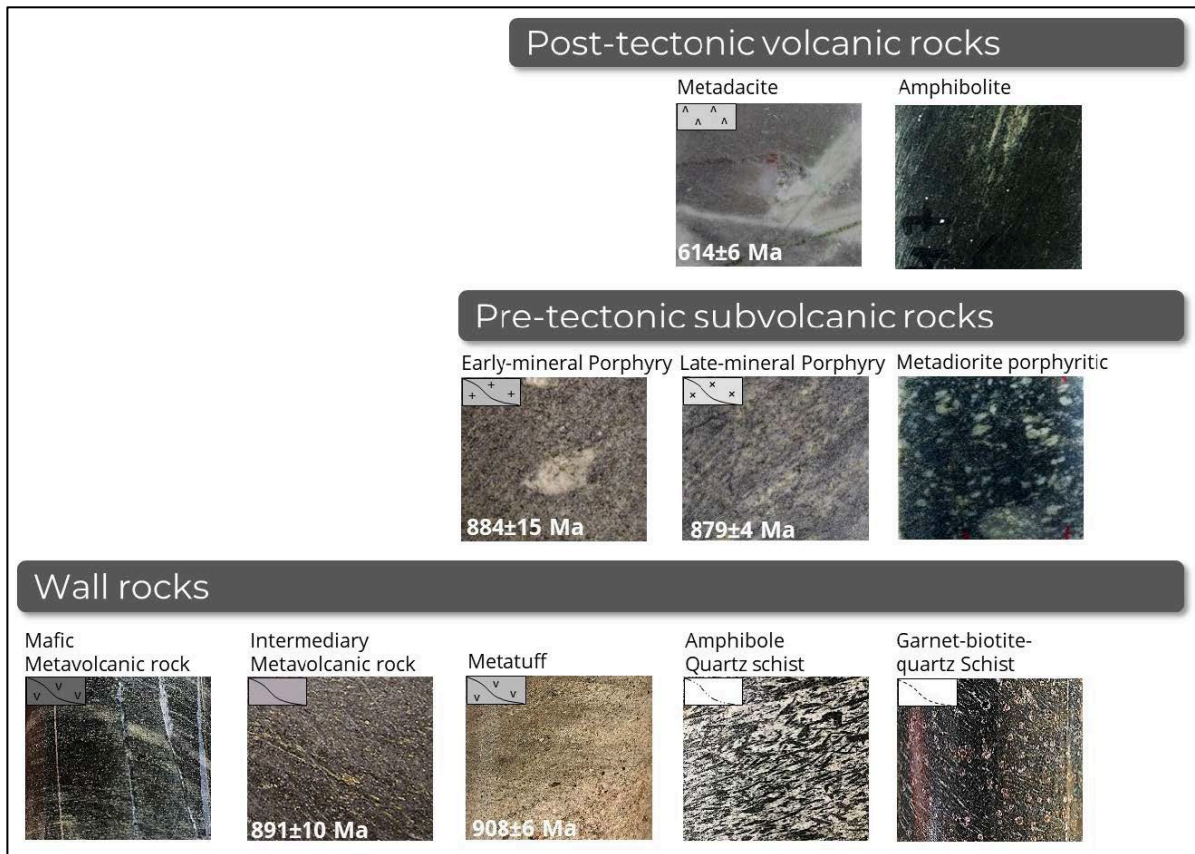 Post-tectonic volcanic rocks
Metadacite
Amphibolite
614±6 Ma
Pre-tectonic subvolcanic rocks
Early-mineral Porphyry
Late-mineral Porphyry
Metadiorite porphyritic
884±15 Ma
879±4 Ma
Wall rocks
Mafic
Metavolcanic rock
Intermediary
Metavolcanic rock
Metatuff
Amphibole
Quartz schist
Garnet-biotite-
quartz Schist
891±10 Ma
908±6 Ma